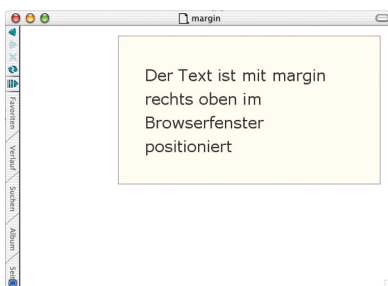 margin
Der Text ist mit margin
rechts oben im
Browserfenster
positioniert
Favoriten
Verlauf
Suchen
Album